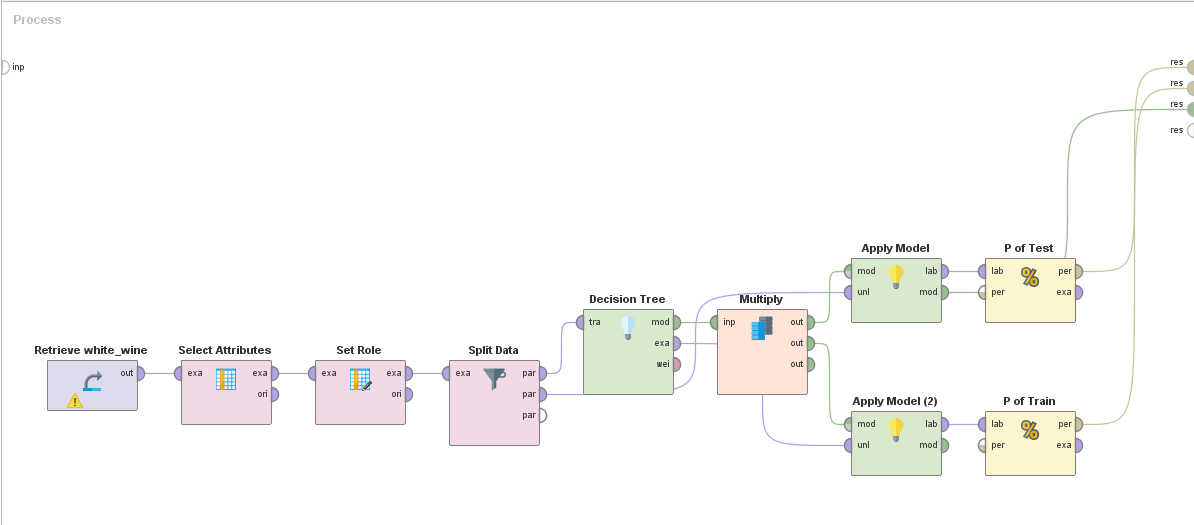 Process
inp
res
res
res
res
Retrieve white_wine
out
Select Attributes
exa exa
ori
Set Role
exa exa
ori
Split Data
exa par
par
par
Decision Tree
tra mod
exa
wei
Multiply
inp out
out
out
Apply Model
mod lab
unl mod
P of Test
% 
lab per
per exa
Apply Model (2)
mod lab
unl mod
P of Train
%
lab per
per exa